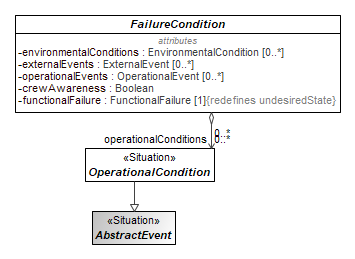 FailureCondition
attributes
-environmentalConditions : EnvironmentalCondition [0..*]
-externalEvents : ExternalEvent [0..*]
-operationalEvents : OperationalEvent [0..*]
-crewAwareness : Boolean
-functionalFailure : FunctionalFailure [1]{redefines undesiredState}
0..*
operationalConditions 0..*
«Situation»
OperationalCondition
«Situation»
AbstractEvent